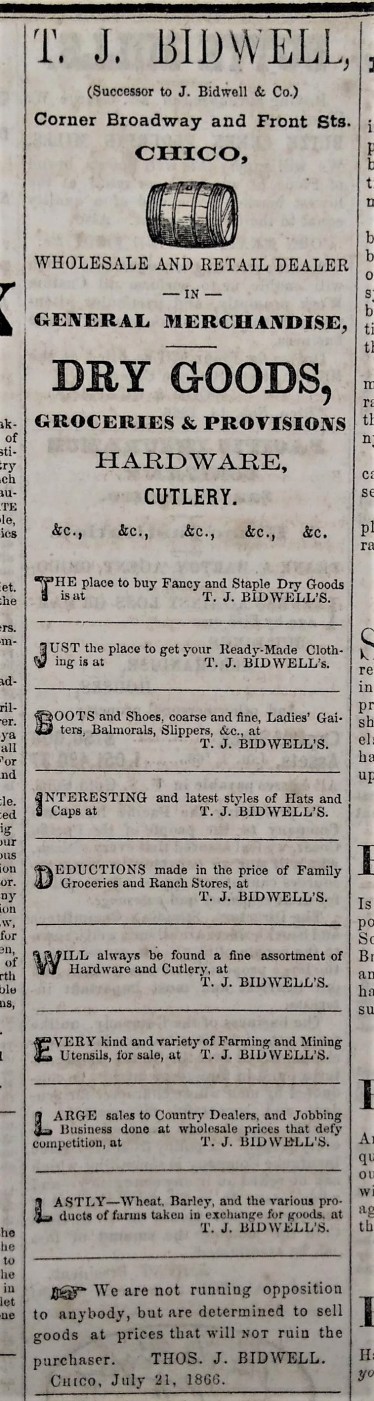 T. J. BIDWELL,
(Successor to J. Bidwell & Co.)
Corner Broadway and Front Sts.
CHICO,
WHOLESALE AND RETAIL DEALER
— IN —
GENERAL MERCHANDISE,
DRY GOODS,
GROCERIES & PROVISIONS
HARDWARE,
CUTLERY.
&c., &c., &c., &c., &c.
THE place to buy Fancy and Staple Dry Goods
is at T. J. BIDWELL'S.
JUST the place to get your Ready-Made Cloth-
ing is at T. J. BIDWELL's.
BOOTS and Shoes, coarse and fine, Ladies' Gai-
ters, Balmorals, Slippers, &c., at
T. J. BIDWELL'S.
INTERESTING and latest styles of Hats and
Caps at T. J. BIDWELL'S.
DEDUCTIONS made in the price of Family
Groceries and Ranch Stores, at
T. J. BIDWELL'S.
WILL always be found a fine assortment of
Hardware and Cutlery, at
T. J. BIDWELL'S.
EVERY kind and variety of Farming and Mining
Utensils, for sale, at T. J. BIDWELL'S.
LARGE sales to Country Dealers, and Jobbing
Business done at wholesale prices that defy
competition, at T. J. BIDWELL'S.
LASTLY—Wheat, Barley, and the various pro-
ducts of farms taken in exchange for goods, at
T. J. BIDWELL'S.
☞ We are not running opposition
to anybody, but are determined to sell
goods at prices that will NOT ruin the
purchaser. THOS. J. BIDWELL.
Chico, July 21, 1866.